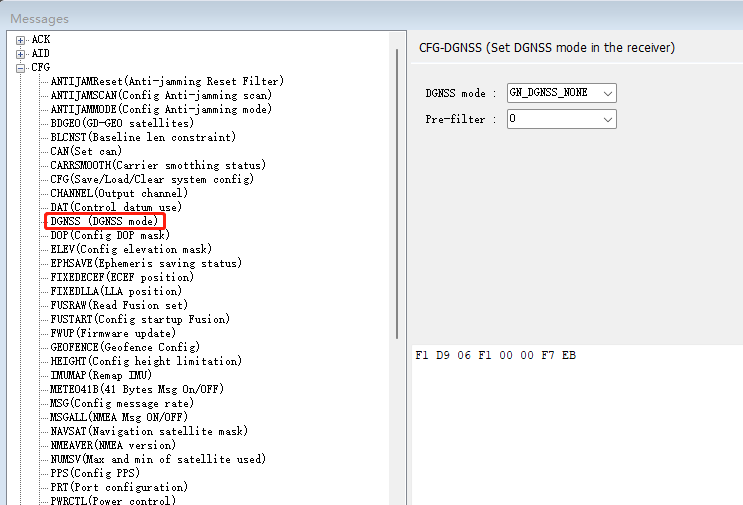 Messages
ACK
AID
CFG
ANTIJAMReset(Anti-jamming Reset Filter)
ANTIJAMSCAN(Config Anti-jamming scan)
ANTIJAMMODE(Config Anti-jamming mode)
BDGEO(GD-GEO satellites)
BLCNST(Baseline len constraint)
CAN(Set can)
CARRSMOOTH(Carrier smotthing status)
CFG(Save/Load/Clear system config)
CHANNEL(Output channel)
DAT(Control datum use)
DGNSS (DGNSS mode)
DOP(Config DOP mask)
ELEV(Config elevation mask)
EPHSAVE(Ephemeris saving status)
FIXEDECEF(ECEF position)
FIXEDLLA(LLA position)
FUSRAW(Read Fusion set)
FUSTART(Config startup Fusion)
FWUP(Firmware update)
GEOFENCE(Geofence Config)
HEIGHT(Config height limitation)
IMUMAP(Remap IMU)
METEO41B(41 Bytes Msg On/OFF)
MSG(Config message rate)
MSGALL(NMEA Msg ON/OFF)
NAVSAT(Navigation satellite mask)
NMEAVER(NMEA version)
NUMSV(Max and min of satellite used)
PPS(Config PPS)
PRT(Port configuration)
PWRCTL(Power control)
CFG-DGNSS (Set DGNSS mode in the receiver)
DGNSS mode : GN_DGNSS_NONE
Pre-filter : 0
F1 D9 06 F1 00 00 F7 EB